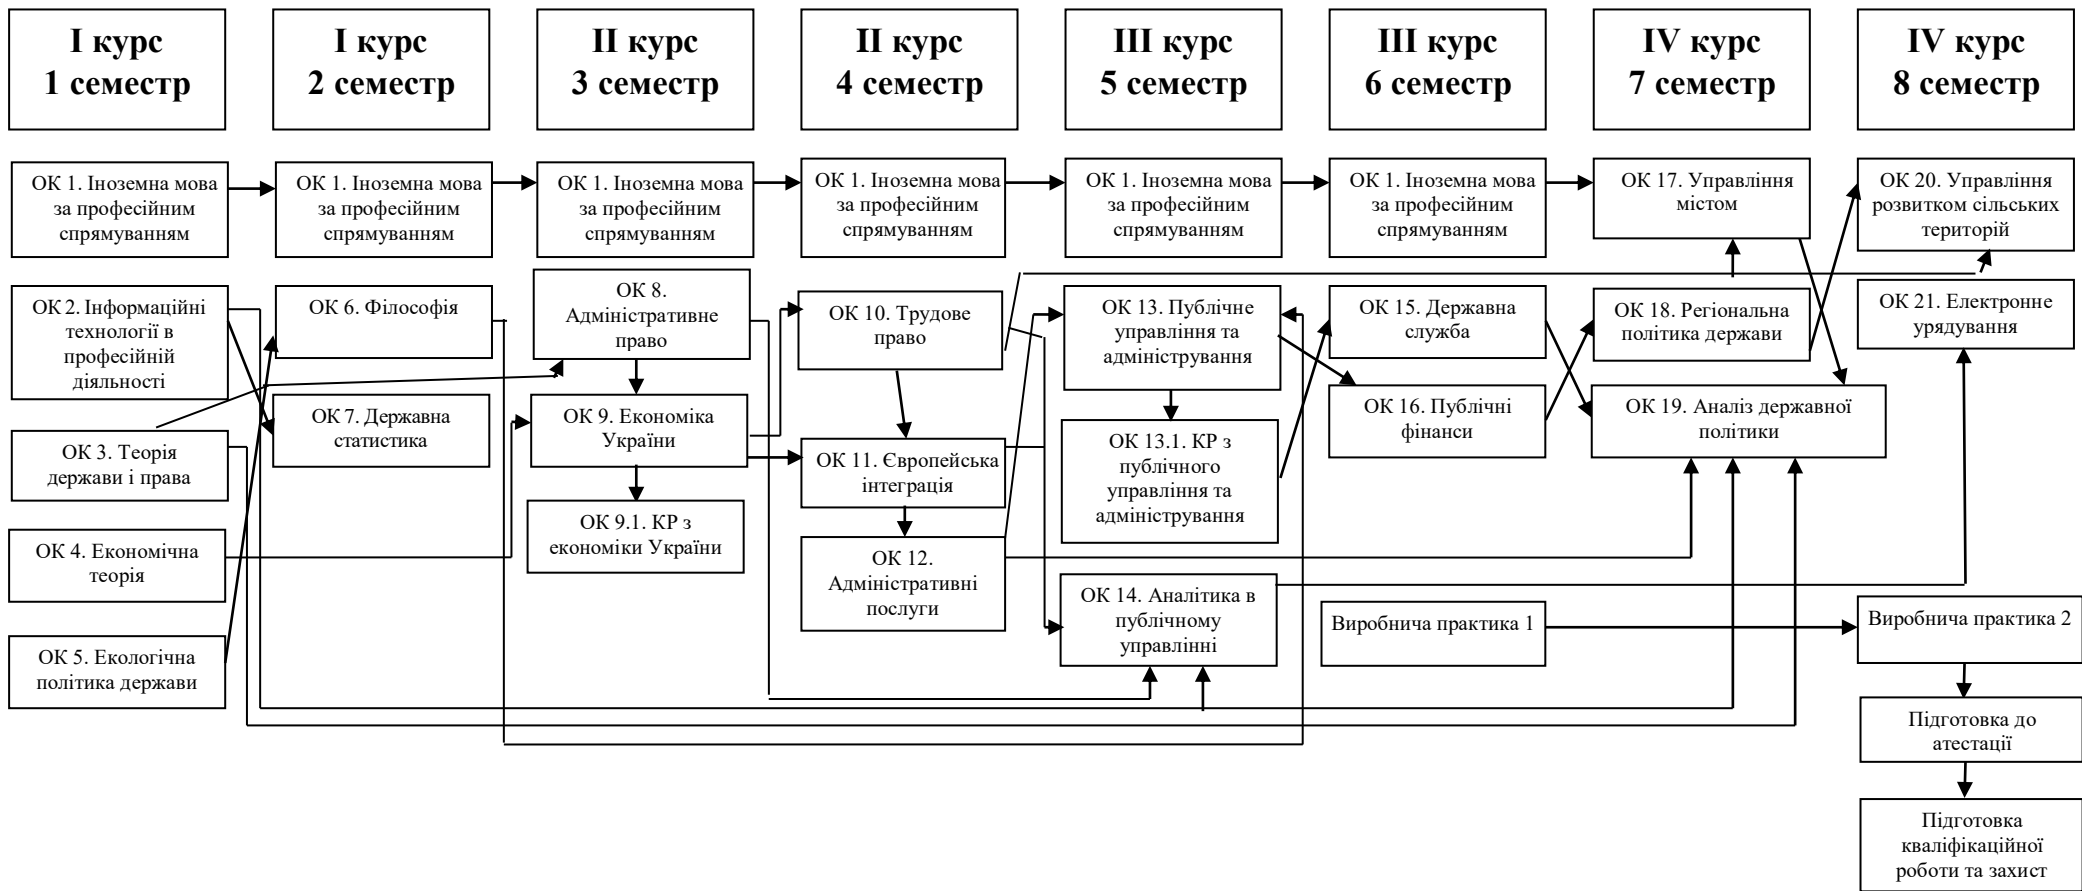 І курс
1 семестр
І курс
2 семестр
ІІ курс
3 семестр
ІІ курс
4 семестр
ІІІ курс
5 семестр
ІІІ курс
6 семестр
ІV курс
7 семестр
ІV курс
8 семестр
ОК 1. Іноземна мова
за професійним
спрямуванням
ОК 1. Іноземна мова
за професійним
спрямуванням
ОК 1. Іноземна мова
за професійним
спрямуванням
ОК 1. Іноземна мова
за професійним
спрямуванням
ОК 1. Іноземна мова
за професійним
спрямуванням
ОК 1. Іноземна мова
за професійним
спрямуванням
ОК 17. Управління
містом
ОК 20. Управління
розвитком сільських
територій
ОК 2. Інформаційні
технології в
професійній
діяльності
ОК 6. Філософія
ОК 8.
Адміністративне
право
ОК 10. Трудове
право
ОК 13. Публічне
управління та
адміністрування
ОК 15. Державна
служба
ОК 18. Регіональна
політика держави
ОК 21. Електронне
урядування
ОК 3. Теорія
держави і права
ОК 7. Державна
статистика
ОК 9. Економіка
України
ОК 11. Європейська
інтеграція
ОК 13.1. КР з
публічного
управління та
адміністрування
ОК 16. Публічні
фінанси
ОК 19. Аналіз державної
політики
ОК 4. Економічна
теорія
ОК 9.1. КР з
економіки України
ОК 12.
Адміністративні
послуги
ОК 14. Аналітика в
публічному
управлінні
Виробнича практика 1
Виробнича практика 2
ОК 5. Екологічна
політика держави
Підготовка до
атестації
Підготовка
кваліфікаційної
роботи та захист